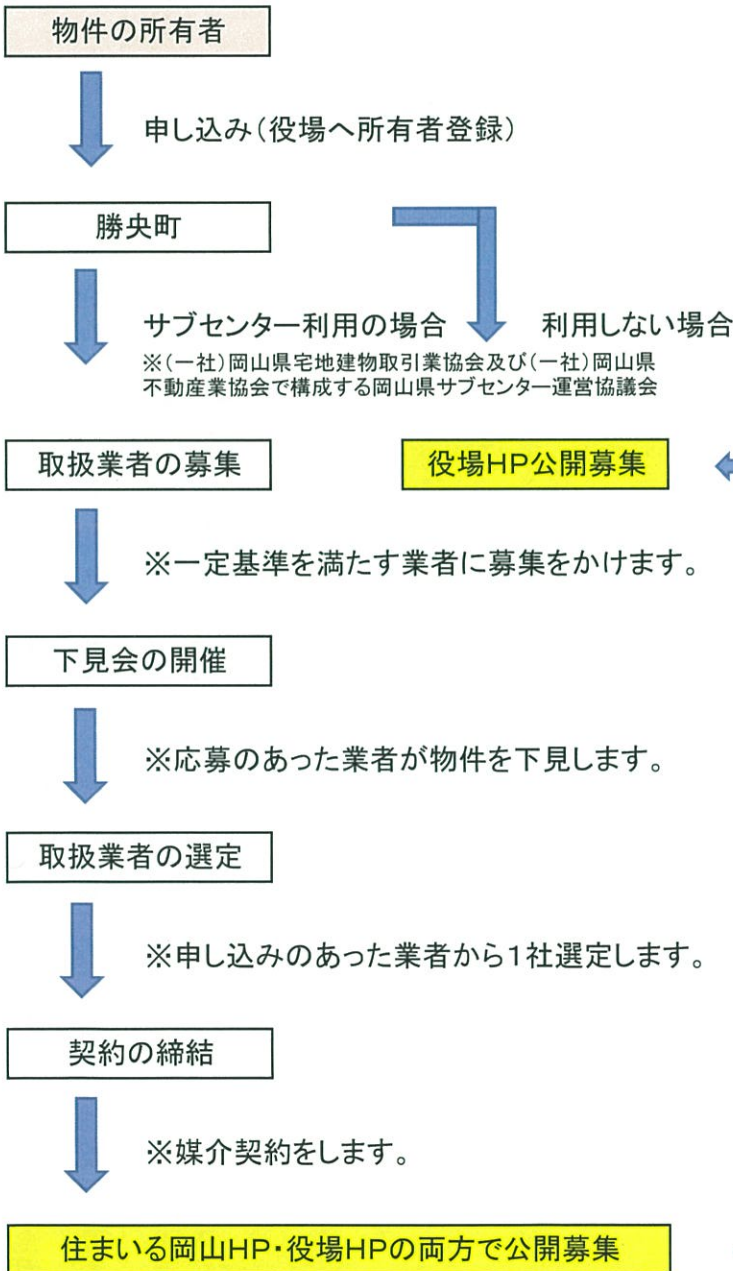 物件の所有者
申し込み(役場へ所有者登録)
勝央町
サブセンター利用の場合
利用しない場合
※(一社)岡山県宅地建物取引業協会及び(一社)岡山県
不動産業協会で構成する岡山県サブセンター運営協議会
取扱業者の募集
役場HP公開募集
※一定基準を満たす業者に募集をかけます。
下見会の開催
※応募のあった業者が物件を下見します。
取扱業者の選定
※申し込みのあった業者から1社選定します。
契約の締結
※媒介契約をします。
住まいる岡山HP・役場HPの両方で公開募集